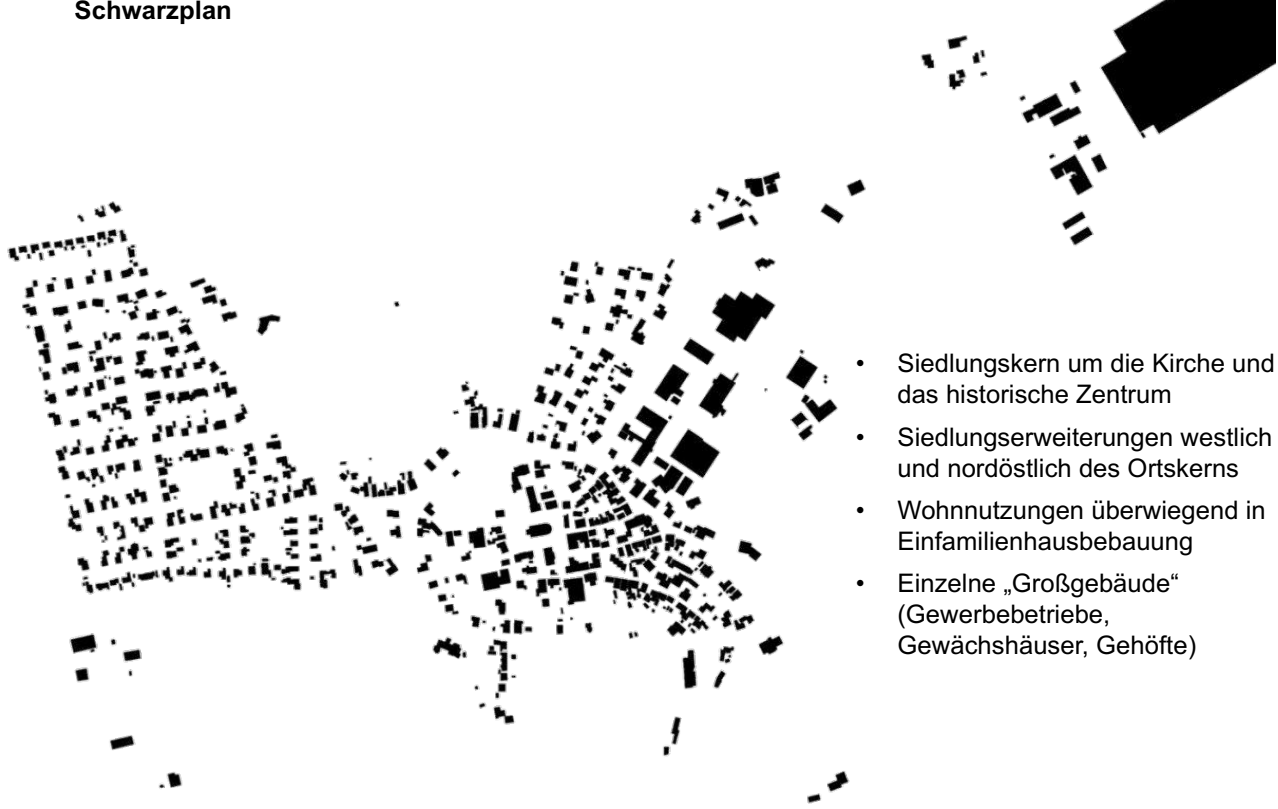 Schwarzplan
• Siedlungskern um die Kirche und
das historische Zentrum
• Siedlungserweiterungen westlich
und nordöstlich des Ortskerns
• Wohnnutzungen überwiegend in
Einfamilienhausbebauung
• Einzelne „Großgebäude“
(Gewerbebetriebe,
Gewächshäuser, Gehöfte)